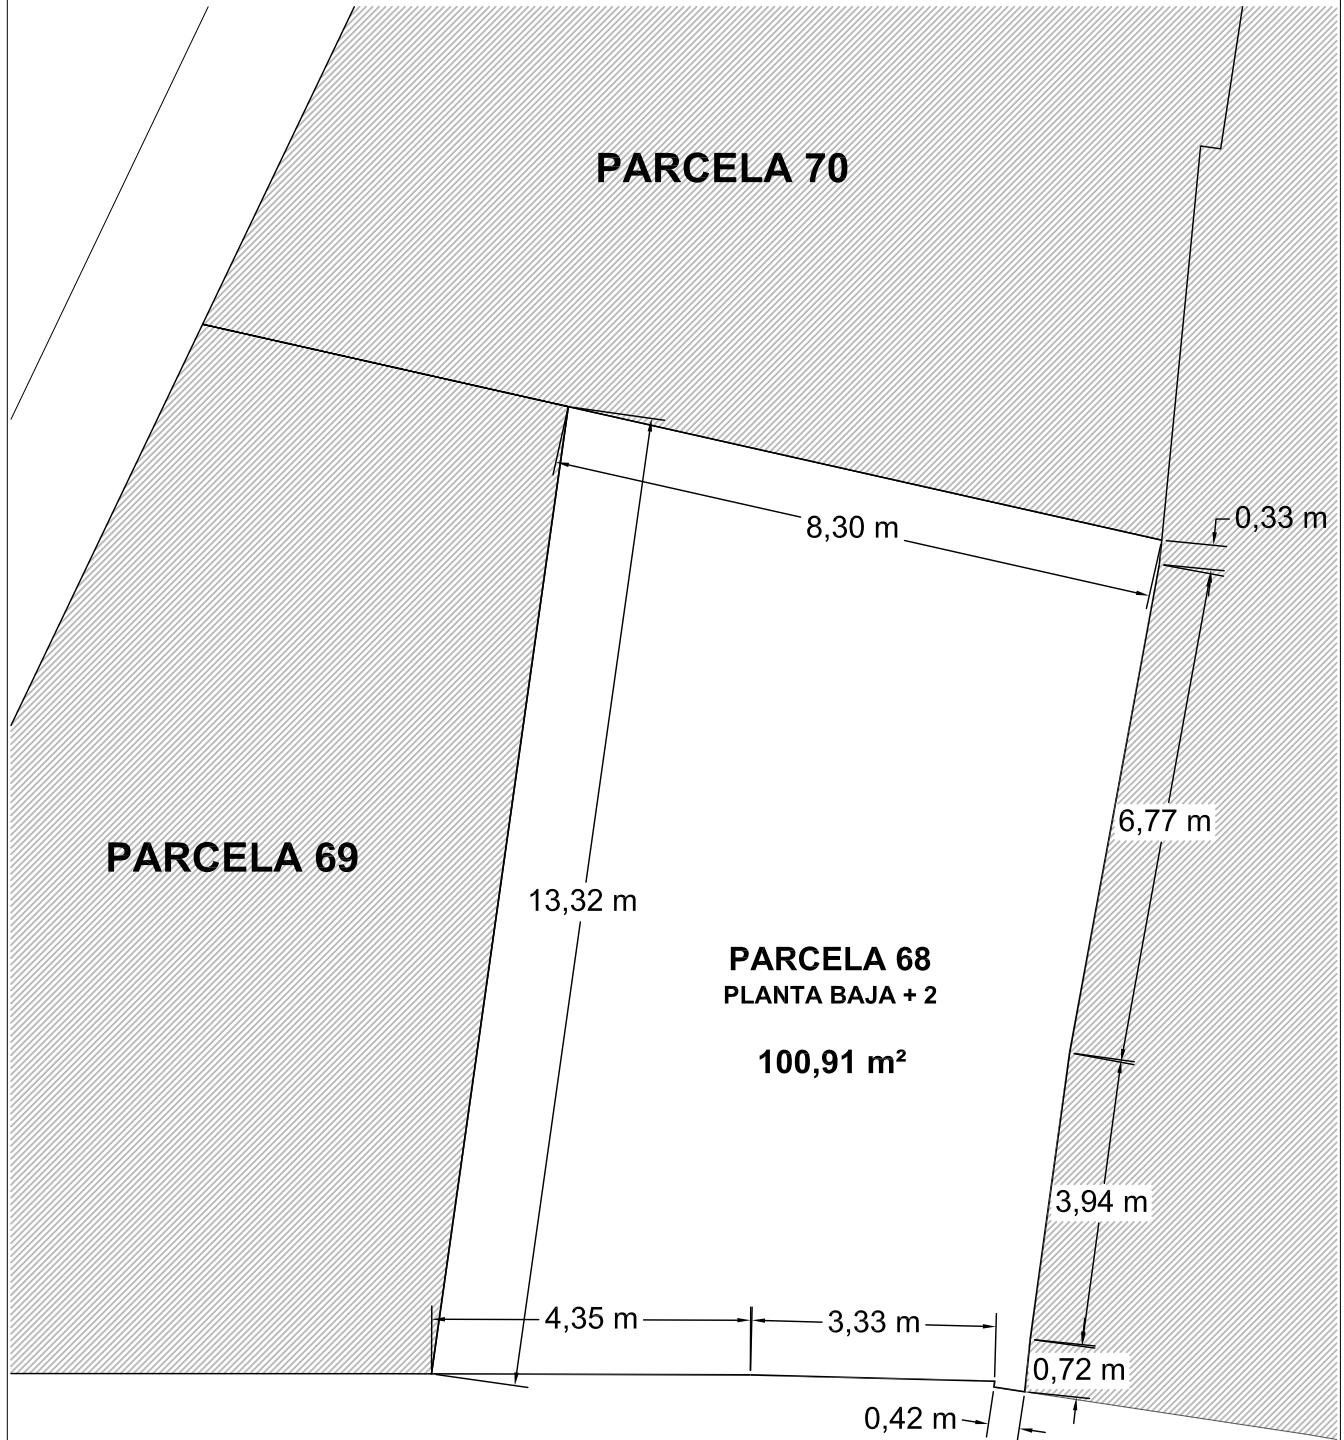 PARCELA 70
8,30 m
0,33 m
6,77 m
PARCELA 69
13,32 m
PARCELA 68
PLANTA BAJA + 2
100,91 m²
3,94 m
4,35 m
3,33 m
0,72 m
0,42 m